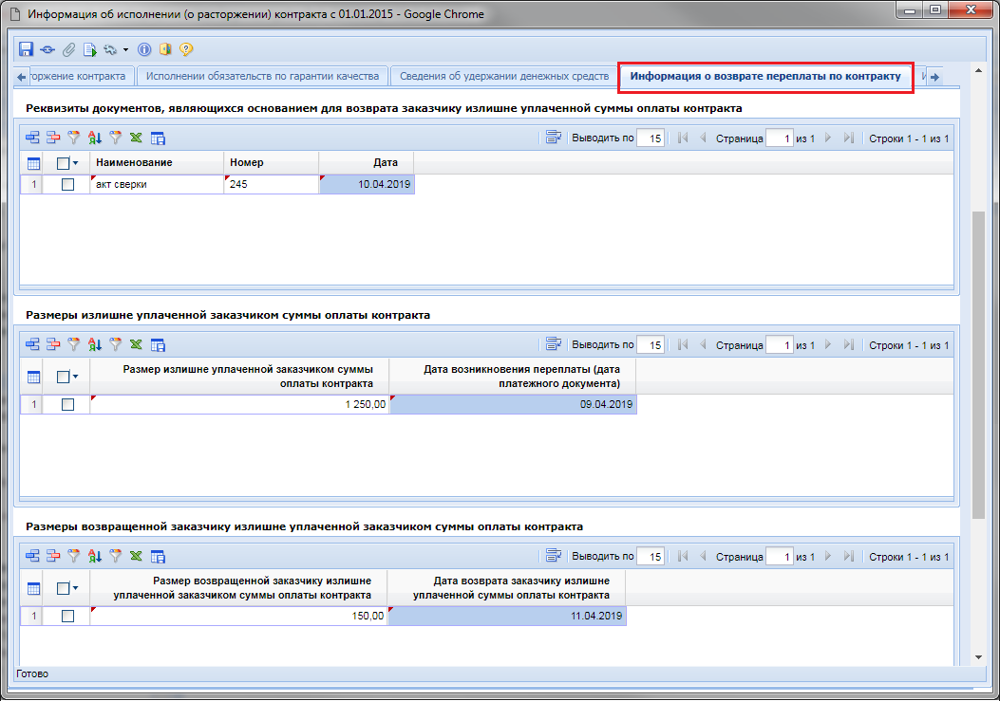 Информация об исполнении (о расторжении) контракта с 01.01.2015 - Google Chrome
торжение контракта Исполнении обязательств по гарантии качества Сведения об удержании денежных средств Информация о возврате переплаты по контракту
Реквизиты документов, являющихся основанием для возврата заказчику излишне уплаченной суммы оплаты контракта
Выводить по 15 Страница 1 из 1 Строки 1 - 1 из 1
Наименование Номер Дата
1 акт сверки 245 10.04.2019
Размеры излишне уплаченной заказчиком суммы оплаты контракта
Выводить по 15 Страница 1 из 1 Строки 1 - 1 из 1
Размер излишне уплаченной заказчиком суммы Дата возникновения переплаты (дата
оплаты контракта платежного документа)
1 1 250,00 09.04.2019
Размеры возвращенной заказчику излишне уплаченной заказчиком суммы оплаты контракта
Выводить по 15 Страница 1 из 1 Строки 1 - 1 из 1
Размер возвращенной заказчику излишне Дата возврата заказчику излишне
уплаченной заказчиком суммы оплаты контракта уплаченной суммы оплаты контракта
1 150,00 11.04.2019
Готово